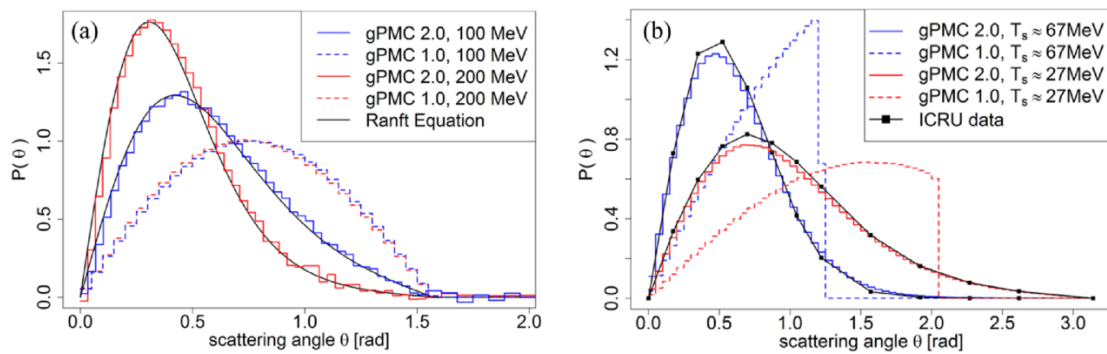 (a)
gPMC 2.0, 100 MeV
gPMC 1.0, 100 MeV
gPMC 2.0, 200 MeV
gPMC 1.0, 200 MeV
Ranft Equation
P(θ)
1.5
1.0
0.5
0.0
0.0 0.5 1.0 1.5 2.0
scattering angle θ [rad]
(b)
gPMC 2.0, Tₛ ≈ 67MeV
gPMC 1.0, Tₛ ≈ 67MeV
gPMC 2.0, Tₛ ≈ 27MeV
gPMC 1.0, Tₛ ≈ 27MeV
ICRU data
P(θ)
1.2
0.8
0.4
0.0
0.0 0.5 1.0 1.5 2.0 2.5 3.0
scattering angle θ [rad]